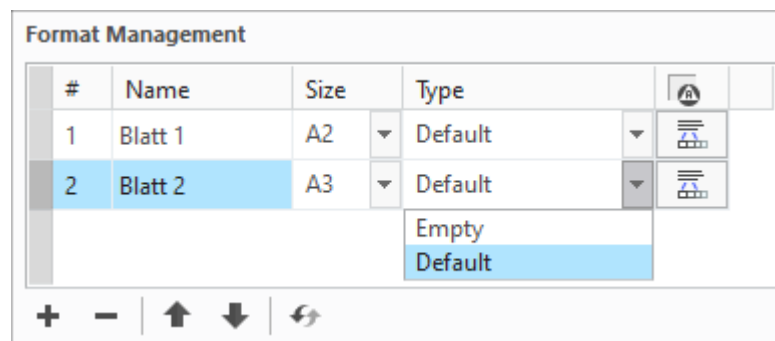 Format Management
# Name Size Type
1 Blatt 1 A2 Default
2 Blatt 2 A3 Default
Empty
Default